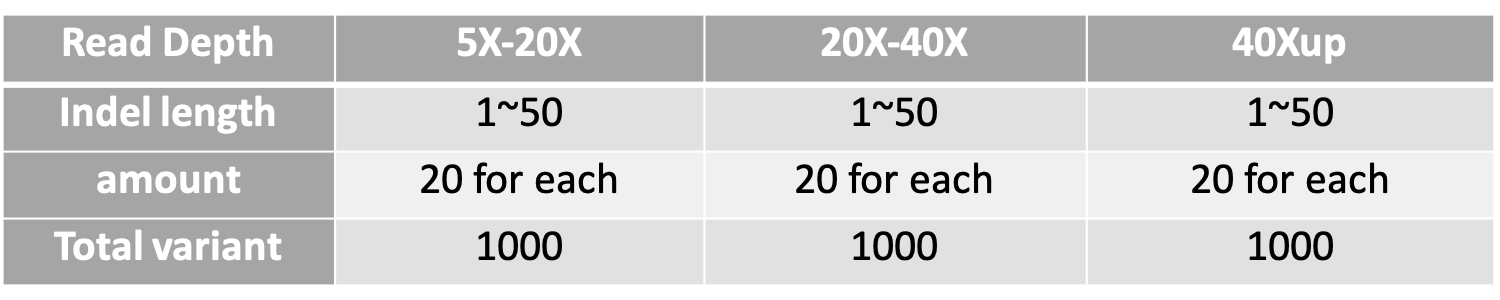 Read Depth 5X-20X 20X-40X 40Xup
Indel length 1~50 1~50 1~50
amount 20 for each 20 for each 20 for each
Total variant 1000 1000 1000